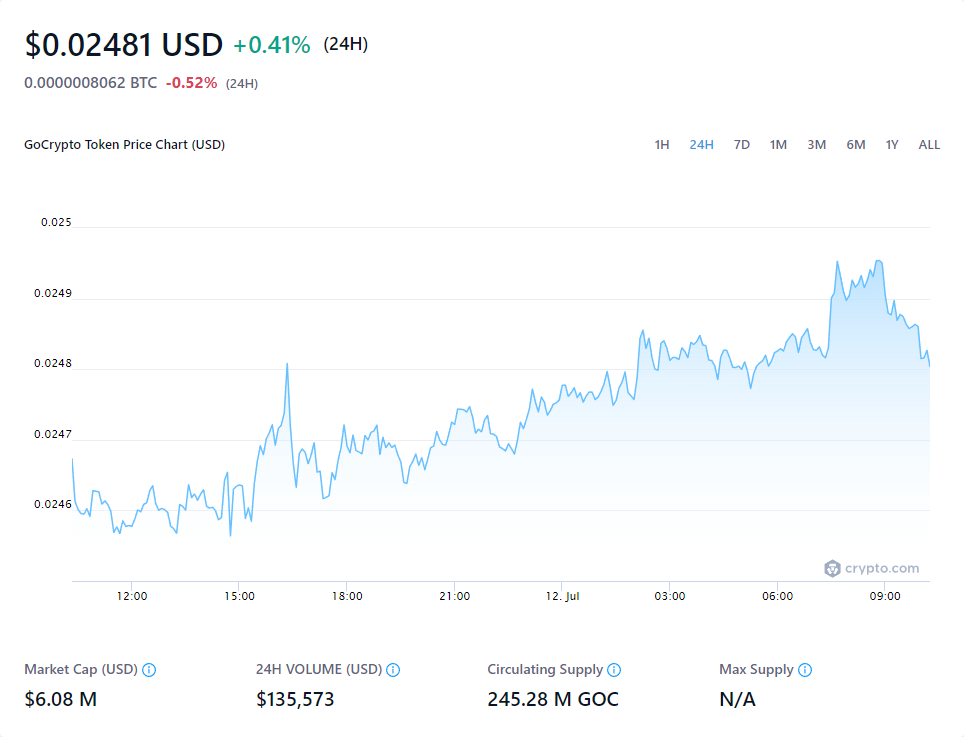 $0.02481 USD +0.41% (24H)
0.0000008062 BTC -0.52% (24H)
GoCrypto Token Price Chart (USD) 1H 24H 7D 1M 3M 6M 1Y ALL
0.025
0.0249
0.0248
0.0247
0.0246
crypto.com
12:00 15:00 18:00 21:00 12. Jul 03:00 06:00 09:00
Market Cap (USD) 24H VOLUME (USD) Circulating Supply Max Supply
$6.08 M $135,573 245.28 M GOC N/A